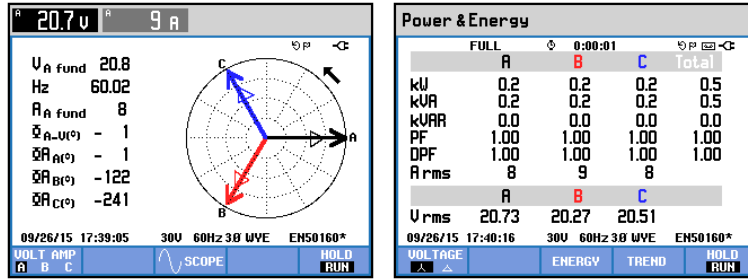 A 20.7 V A 9 A
V A fund 20.8
Hz 60.02
A A fund 8
Φ A-V(º) - 1
ΦA A(º) - 1
ΦA B(º) -122
ΦA C(º) -241
C
A
B
09/26/15 17:39:05 30V 60Hz 3Ø WYE EN50160*
VOLT AMP
A B C
SCOPE
HOLD
RUN
Power & Energy
FULL 0:00:01
A B C Total
kW 0.2 0.2 0.2 0.5
kVA 0.2 0.2 0.2 0.5
kVAR 0.0 0.0 0.0 0.0
PF 1.00 1.00 1.00 1.00
DPF 1.00 1.00 1.00 1.00
A rms 8 9 8
A B C
V rms 20.73 20.27 20.51
09/26/15 17:40:16 30V 60Hz 3Ø WYE EN50160*
VOLTAGE
ENERGY
TREND
HOLD
RUN